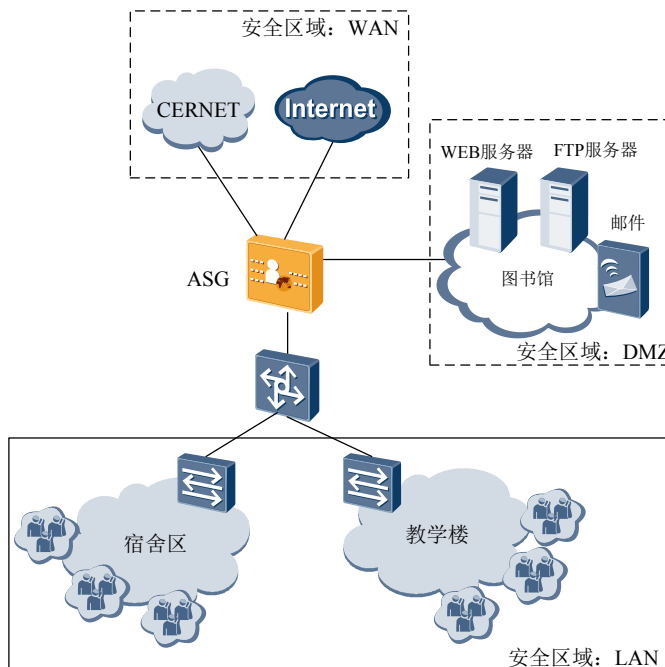 安全区域：WAN
CERNET
Internet
WEB服务器
FTP服务器
邮件
图书馆
ASG
安全区域：DMZ
宿舍区
教学楼
安全区域：LAN